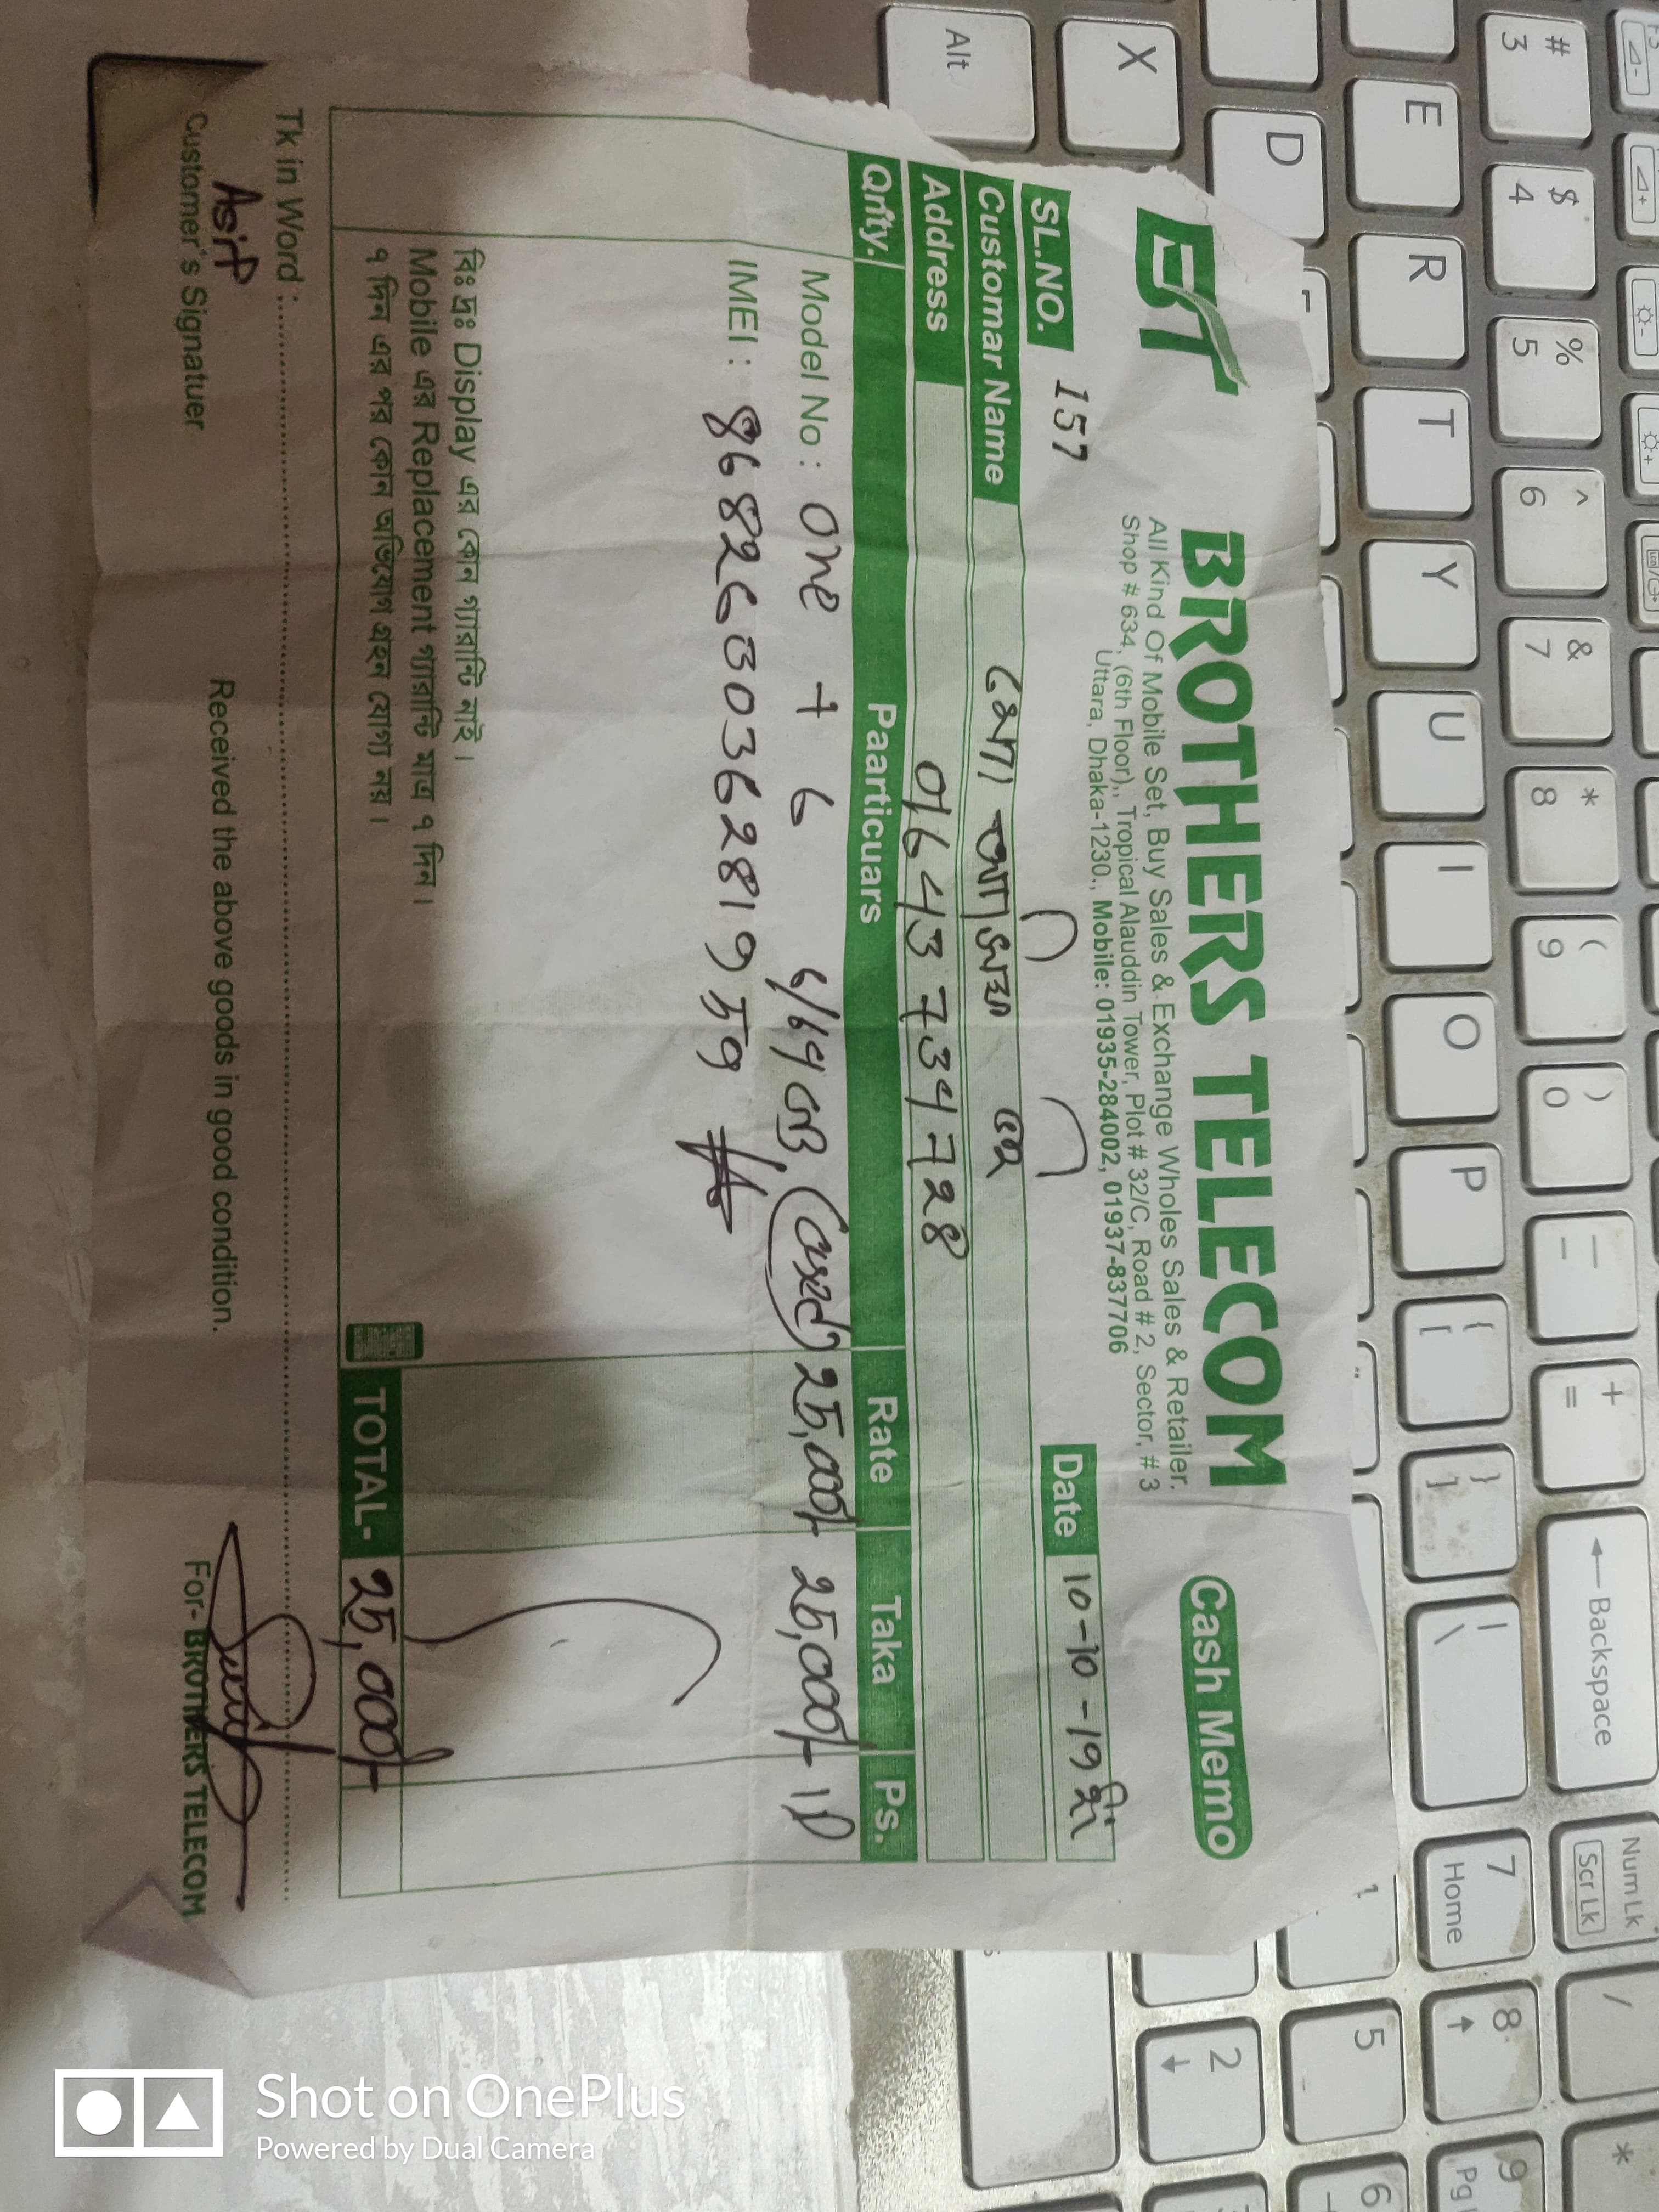 BT
BROTHERS TELECOM
Cash Memo
All Kind Of Mobile Set, Buy Sales & Exchange Wholes Sales & Retailer.
Shop # 634, (6th Floor),, Tropical Alauddin Tower, Plot # 32/C, Road # 2, Sector, # 3
Uttara, Dhaka-1230., Mobile: 01935-284002, 01937-837706
SL.NO. 157
Date 10-10-19
Customar Name
Address 01643734728
Qnty. Paarticuars Rate Taka Ps.
Model No : One + 6 6/64 GB (used) 25,000/- 25,000/-
IMEI :
বিঃ দ্রঃ Display এর কোন গ্যারান্টি নাই।
Mobile এর Replacement গ্যারান্টি মাত্র ৭ দিন।
৭ দিন এর পর কোন অভিযোগ গ্রহন যোগ্য নয়।
TOTAL- 25,000/-
Tk in Word :
Asif
Customer's Signatuer
Received the above goods in good condition.
For- BROTHERS TELECOM
Alt
X
D
E R T Y U I O P { [ } ] | \
# 3 $ 4 % 5 ^ 6 & 7 * 8 ( 9 ) 0 — - + =
Backspace
Num Lk
Scr Lk
/
*
7
Home
8
9
Pg
5
6
2
Shot on OnePlus
Powered by Dual Camera